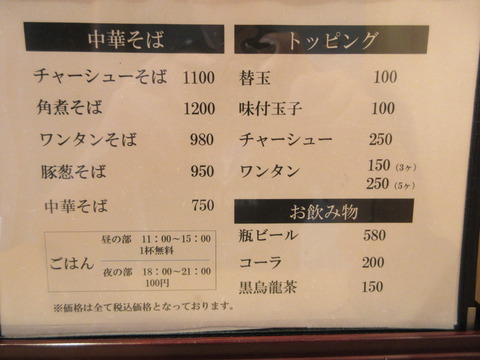 中華そば
チャーシューそば 1100
角煮そば 1200
ワンタンそば 980
豚葱そば 950
中華そば 750
ごはん
昼の部 11：00～15：00
1杯無料
夜の部 18：00～21：00
100円
トッピング
替玉 100
味付玉子 100
チャーシュー 250
ワンタン 150（3ヶ）
250（5ヶ）
お飲み物
瓶ビール 580
コーラ 200
黒烏龍茶 150
※価格は全て税込価格となっております。